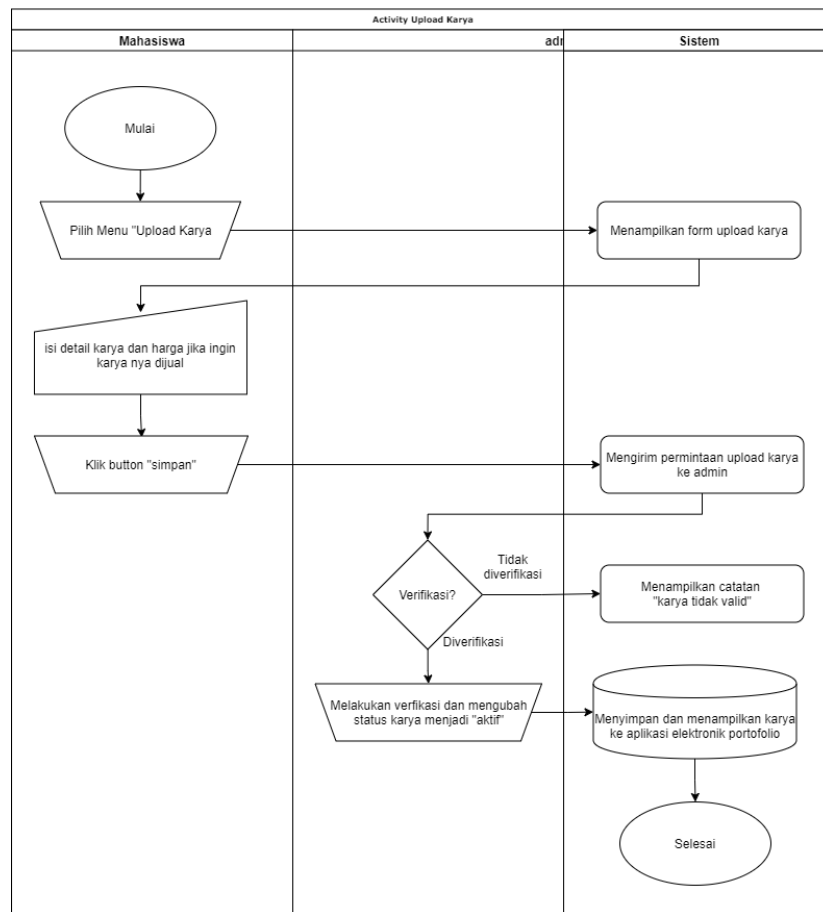 Activity Upload Karya
Mahasiswa
adr
Sistem
Mulai
Pilih Menu "Upload Karya
Menampilkan form upload karya
isi detail karya dan harga jika ingin
karya nya dijual
Klik button "simpan"
Mengirim permintaan upload karya
ke admin
Verifikasi?
Tidak
diverifikasi
Menampilkan catatan
"karya tidak valid"
Diverifikasi
Melakukan verfikasi dan mengubah
status karya menjadi "aktif"
Menyimpan dan menampilkan karya
ke aplikasi elektronik portofolio
Selesai